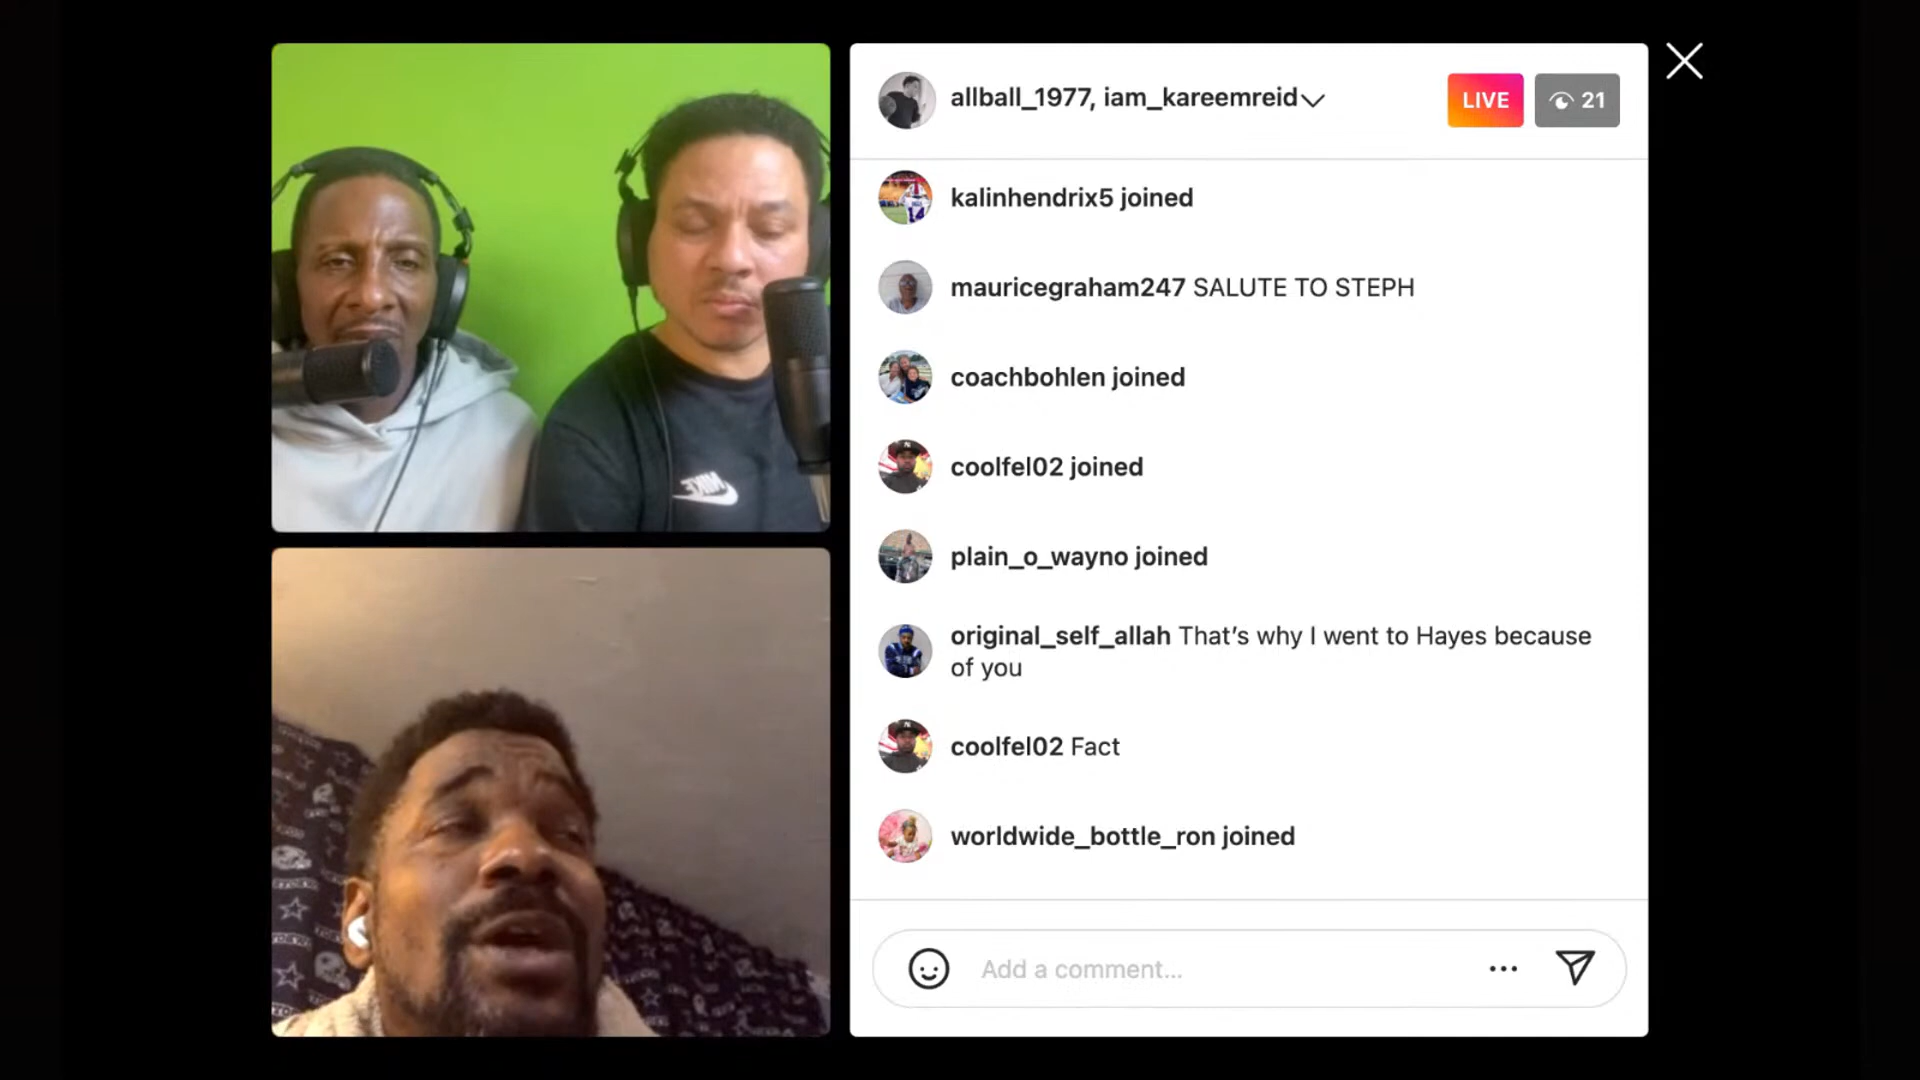 allball_1977, iam_kareemreid
LIVE
21
kalinhendrix5 joined
mauricegraham247 SALUTE TO STEPH
coachbohlen joined
coolfel02 joined
plain_o_wayno joined
original_self_allah That’s why I went to Hayes because
of you
coolfel02 Fact
worldwide_bottle_ron joined
Add a comment...
NIKE